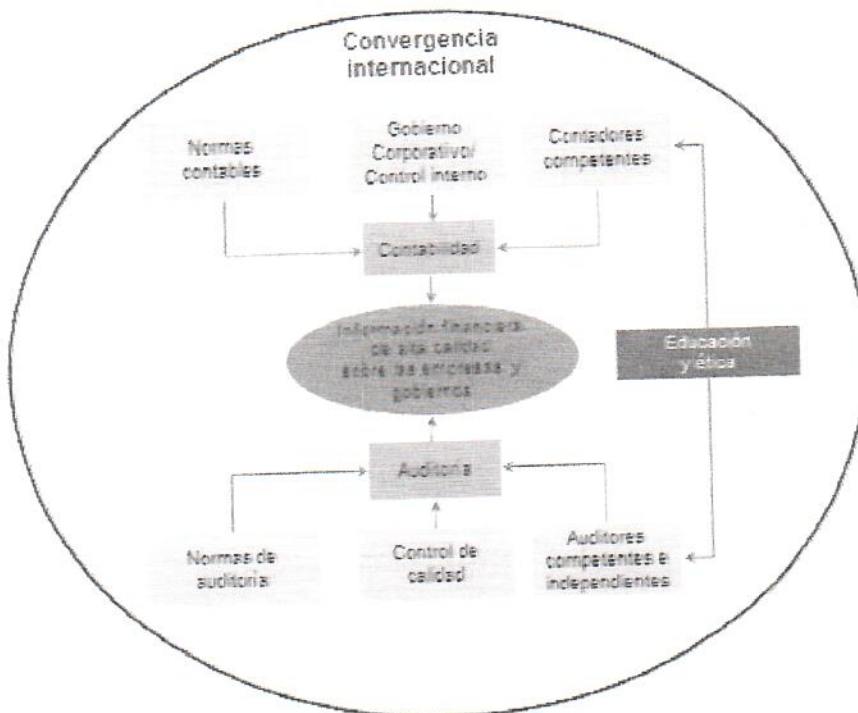 Convergencia
internacional
Normas
contables
Gobierno
Corporativo/
Control interno
Contadores
competentes
Contabilidad
Información financiera
de alta calidad
sobre las empresas y
gobiernos
Educación
y ética
Auditoría
Normas de
auditoría
Control de
calidad
Auditores
competentes e
independientes